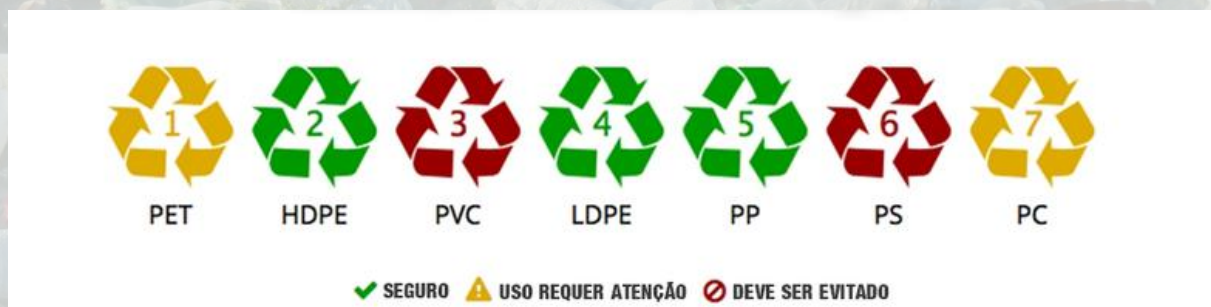 1 2 3 4 5 6 7
PET HDPE PVC LDPE PP PS PC
SEGURO USO REQUER ATENÇÃO DEVE SER EVITADO